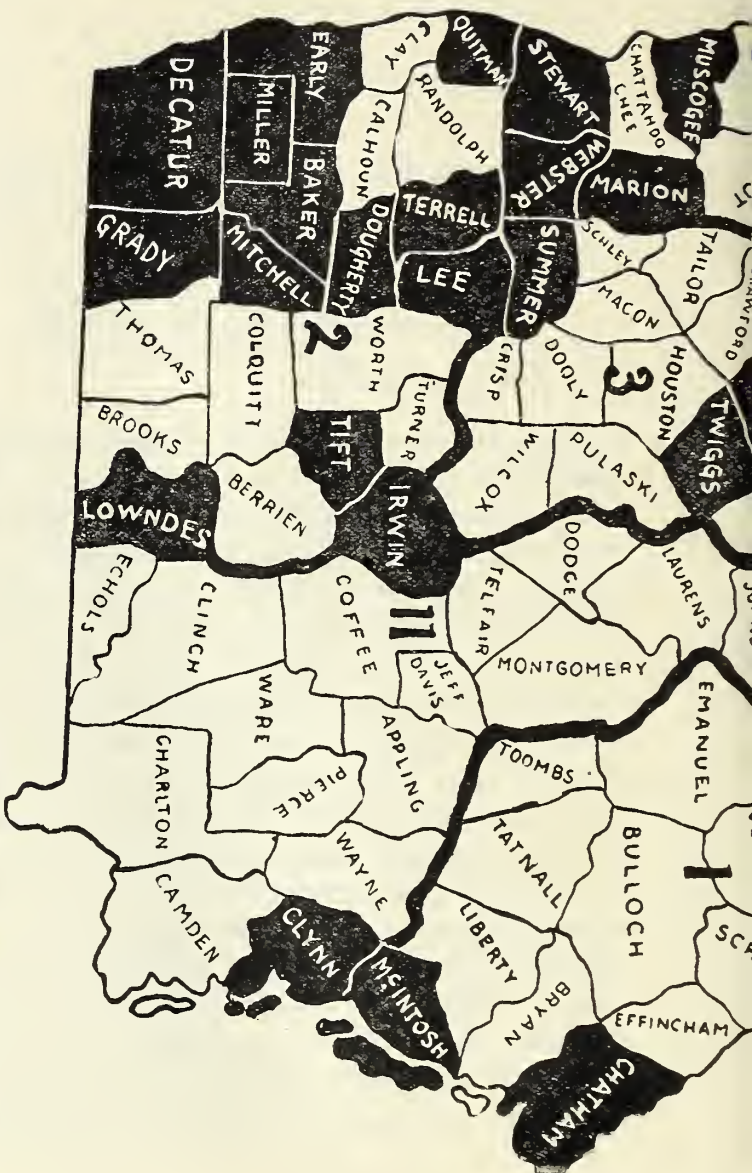 QUITMAN
STEWART
CHATTAHOO
CHEE
MUSCOGEE
CLAY
EARLY
RANDOLPH
WEBSTER
MARION
DECATUR
MILLER
CALHOUN
BAKER
TERRELL
SCHLEY
TAILOR
DOUGHERTY
SUMMER
GRADY
MITCHELL
LEE
MACON
AWFORD
THOMAS
COLQUITT
2
WORTH
CRISP
DOOLY
3
HOUSTON
TURNER
TWIGGS
BROOKS
TIFT
WILCOX
PULASKI
LOWNDES
BERRIEN
IRWIN
DODGE
LAURENS
ECHOLS
CLINCH
COFFEE
11
TELFAIR
JEFF
DAVIS
MONTGOMERY
WARE
EMANUEL
APPLING
TOOMBS
CHARLTON
PIERCE
TATNALL
BULLOCH
1
WAYNE
CAMDEN
LIBERTY
CLYNN
MCINTOSH
BRYAN
EFFINCHAM
CHATHAM